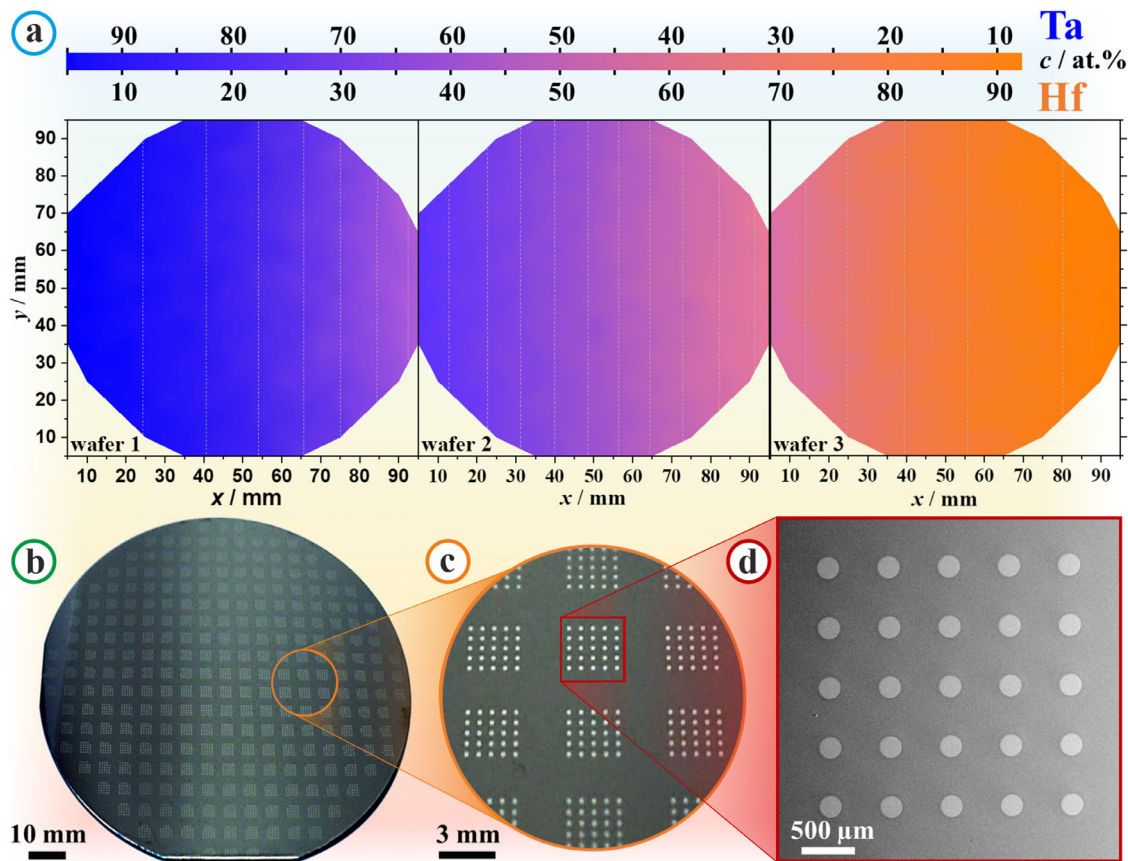 a
90 80 70 60 50 40 30 20 10
Ta
c / at.%
10 20 30 40 50 60 70 80 90
Hf
90
80
70
60
50
40
30
20
10
y / mm
wafer 1 wafer 2 wafer 3
10 20 30 40 50 60 70 80 90 10 20 30 40 50 60 70 80 90 10 20 30 40 50 60 70 80 90
x / mm x / mm x / mm
b c d
10 mm 3 mm 500 µm